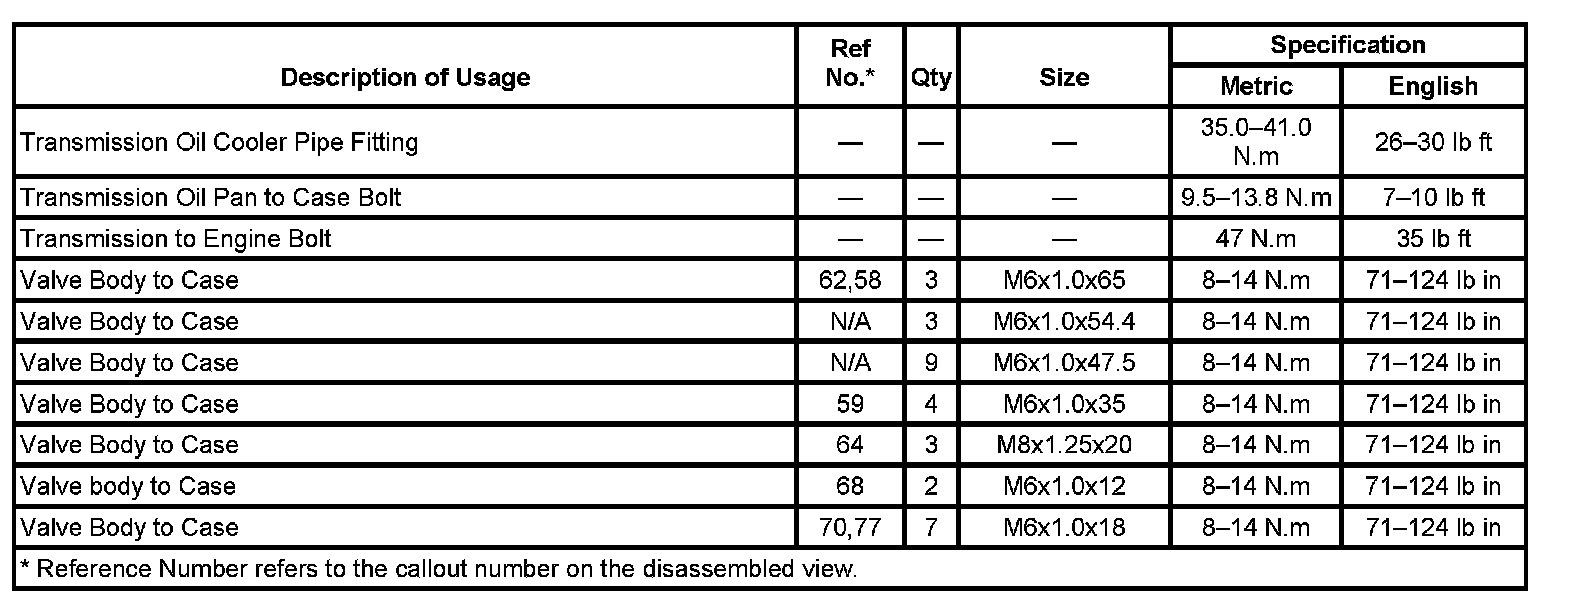 Description of Usage Ref No.* Qty Size Specification
Metric English
Transmission Oil Cooler Pipe Fitting — — — 35.0–41.0 N.m 26–30 lb ft
Transmission Oil Pan to Case Bolt — — — 9.5–13.8 N.m 7–10 lb ft
Transmission to Engine Bolt — — — 47 N.m 35 lb ft
Valve Body to Case 62,58 3 M6x1.0x65 8–14 N.m 71–124 lb in
Valve Body to Case N/A 3 M6x1.0x54.4 8–14 N.m 71–124 lb in
Valve Body to Case N/A 9 M6x1.0x47.5 8–14 N.m 71–124 lb in
Valve Body to Case 59 4 M6x1.0x35 8–14 N.m 71–124 lb in
Valve Body to Case 64 3 M8x1.25x20 8–14 N.m 71–124 lb in
Valve body to Case 68 2 M6x1.0x12 8–14 N.m 71–124 lb in
Valve Body to Case 70,77 7 M6x1.0x18 8–14 N.m 71–124 lb in
* Reference Number refers to the callout number on the disassembled view.